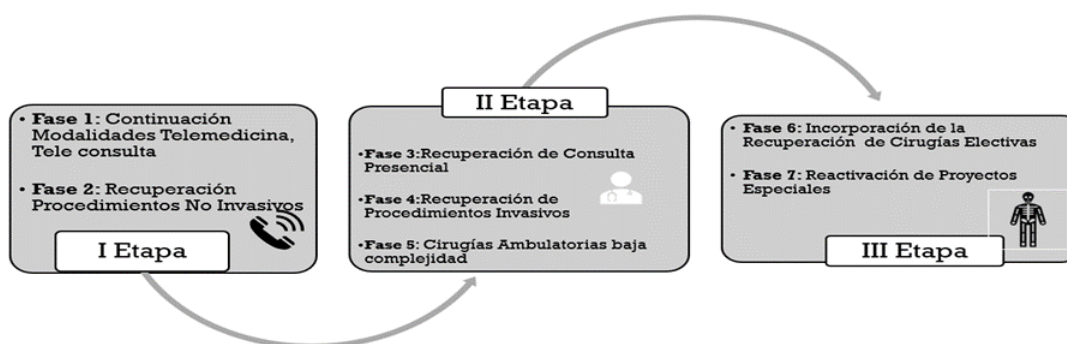 • Fase 1: Continuación
Modalidades Telemedicina,
Tele consulta
• Fase 2: Recuperación
Procedimientos No Invasivos
I Etapa
II Etapa
•Fase 3:Recuperación de Consulta
Presencial
•Fase 4:Recuperación de
Procedimientos Invasivos
•Fase 5: Cirugías Ambulatorias baja
complejidad
• Fase 6: Incorporación de la
Recuperación de Cirugías Electivas
• Fase 7: Reactivación de Proyectos
Especiales
III Etapa